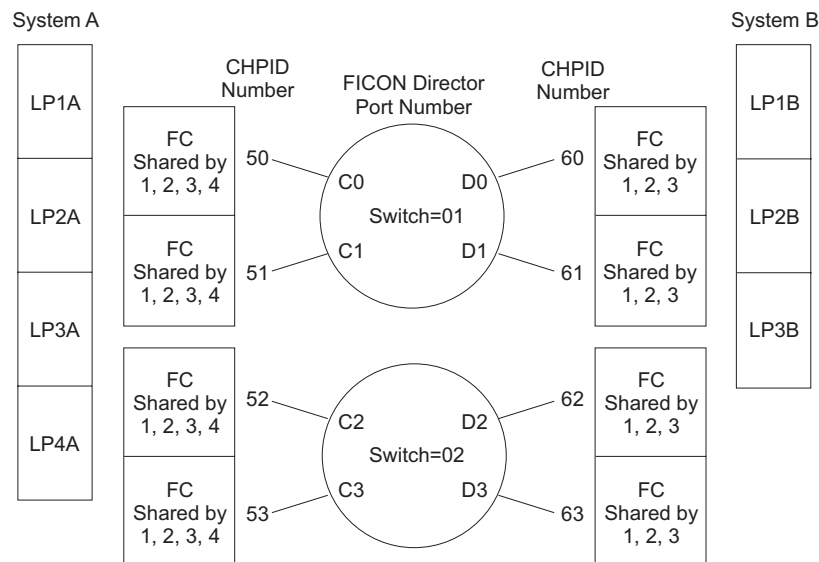 System A
System B
CHPID
Number
FICON Director
Port Number
CHPID
Number
LP1A
LP2A
LP3A
LP4A
FC
Shared by
1, 2, 3, 4
FC
Shared by
1, 2, 3, 4
50
51
C0
D0
Switch=01
C1
D1
60
61
FC
Shared by
1, 2, 3
FC
Shared by
1, 2, 3
LP1B
LP2B
LP3B
FC
Shared by
1, 2, 3, 4
FC
Shared by
1, 2, 3, 4
52
53
C2
D2
Switch=02
C3
D3
62
63
FC
Shared by
1, 2, 3
FC
Shared by
1, 2, 3